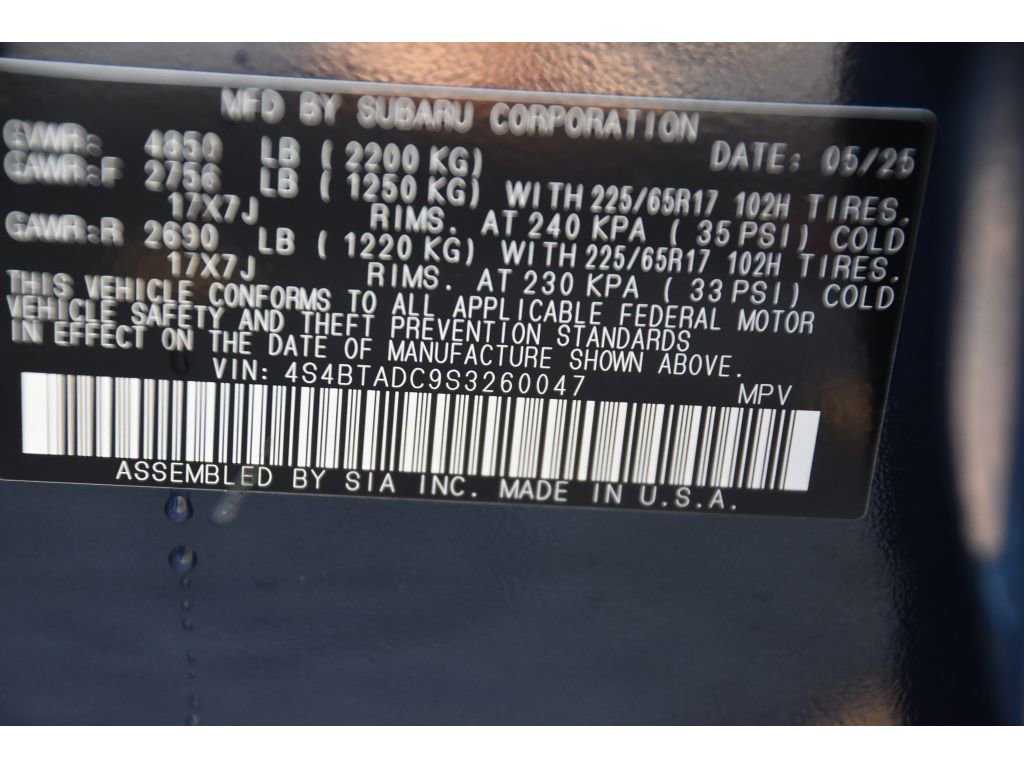 MFD BY SUBARU CORPORATION
DATE: 05/25
GVWR: 4850 LB ( 2200 KG)
GAWR:F 2756 LB ( 1250 KG) WITH 225/65R17 102H TIRES.
17X7J RIMS. AT 240 KPA ( 35 PSI) COLD
GAWR:R 2690 LB ( 1220 KG) WITH 225/65R17 102H TIRES.
17X7J RIMS. AT 230 KPA ( 33 PSI) COLD
THIS VEHICLE CONFORMS TO ALL APPLICABLE FEDERAL MOTOR
VEHICLE SAFETY AND THEFT PREVENTION STANDARDS
IN EFFECT ON THE DATE OF MANUFACTURE SHOWN ABOVE.
VIN: 4S4BTADC9S3260047 MPV
ASSEMBLED BY SIA INC. MADE IN U.S.A.